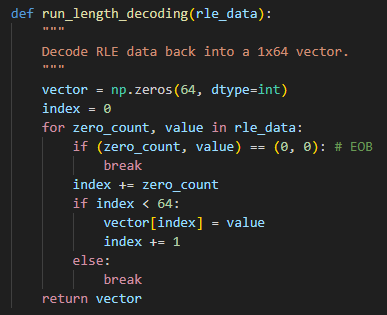 def run_length_decoding(rle_data):
    """
    Decode RLE data back into a 1x64 vector.
    """
    vector = np.zeros(64, dtype=int)
    index = 0
    for zero_count, value in rle_data:
        if (zero_count, value) == (0, 0): # EOB
            break
        index += zero_count
        if index < 64:
            vector[index] = value
            index += 1
        else:
            break
    return vector